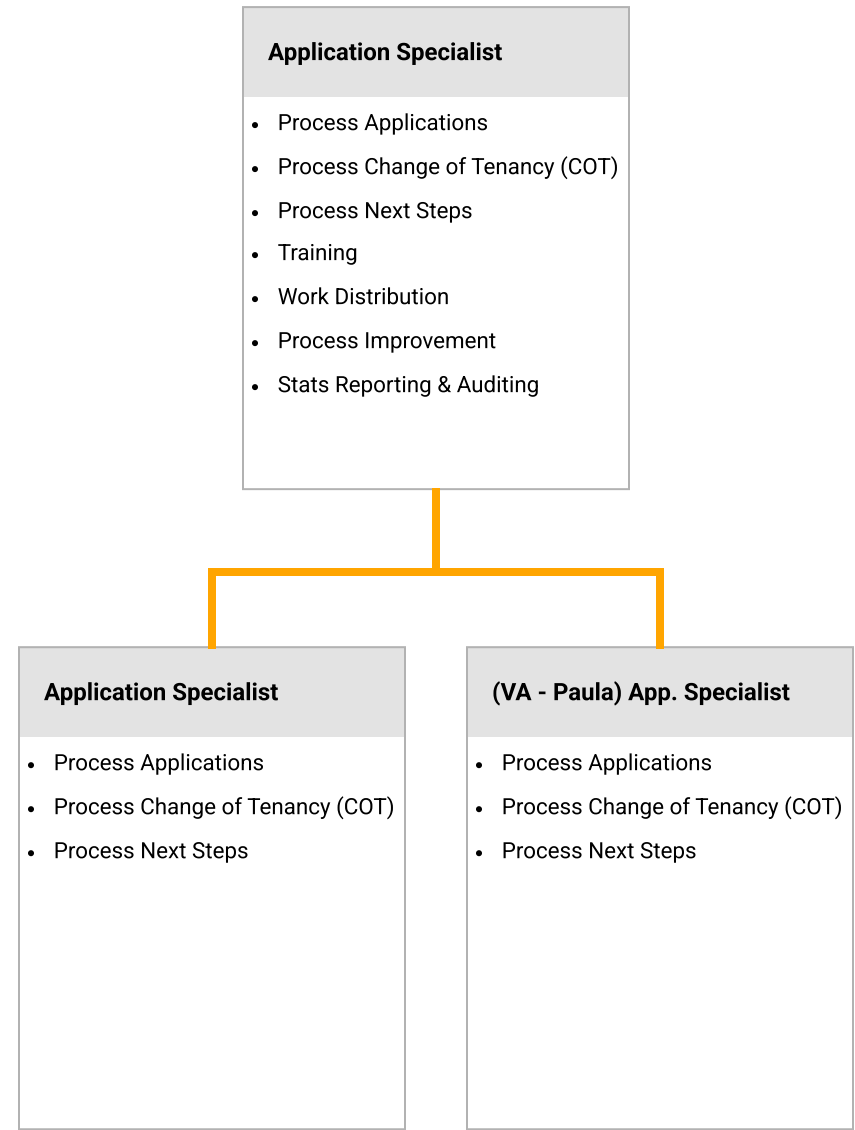 Application Specialist
• Process Applications
• Process Change of Tenancy (COT)
• Process Next Steps
• Training
• Work Distribution
• Process Improvement
• Stats Reporting & Auditing
Application Specialist
• Process Applications
• Process Change of Tenancy (COT)
• Process Next Steps
(VA - Paula) App. Specialist
• Process Applications
• Process Change of Tenancy (COT)
• Process Next Steps